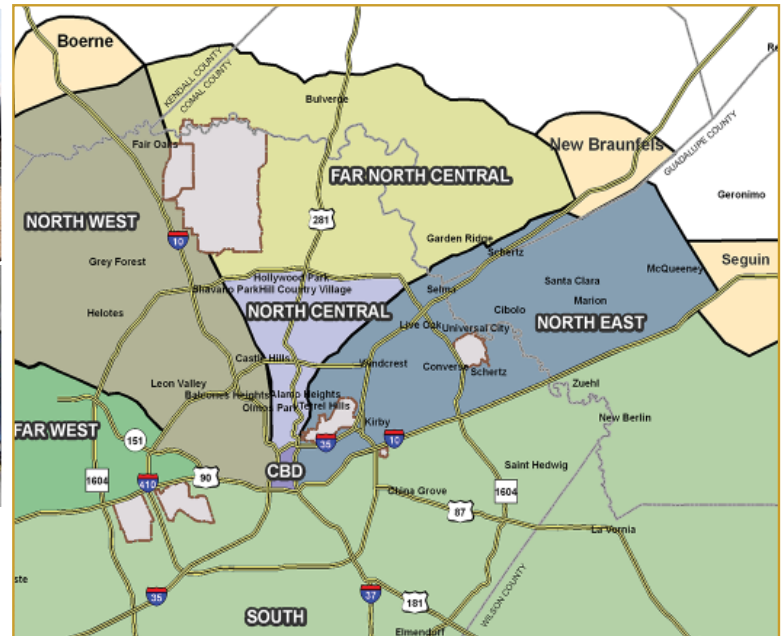 Boerne
KENDALL COUNTY
COMAL COUNTY
Bulverde
Fair Oaks
New Braunfels
GUADALUPE COUNTY
FAR NORTH CENTRAL
Geronimo
NORTH WEST
281
10
Garden Ridge
Schertz
Grey Forest
Seguin
McQueeney
Hollywood Park
Santa Clara
Shavano Park
Hill Country Village
Selma
Marion
Helotes
NORTH CENTRAL
Cibolo
Live Oak
Universal City
NORTH EAST
Castle Hills
Windcrest
Converse
Schertz
Leon Valley
Zuehl
Balcones Heights
Alamo Heights
Olmos Park
Terrel Hills
New Berlin
Kirby
FAR WEST
151
35
10
Saint Hedwig
CBD
1604
410
90
China Grove
1604
87
La Vornia
ste
35
37
181
WILSON COUNTY
SOUTH
Elmendorf